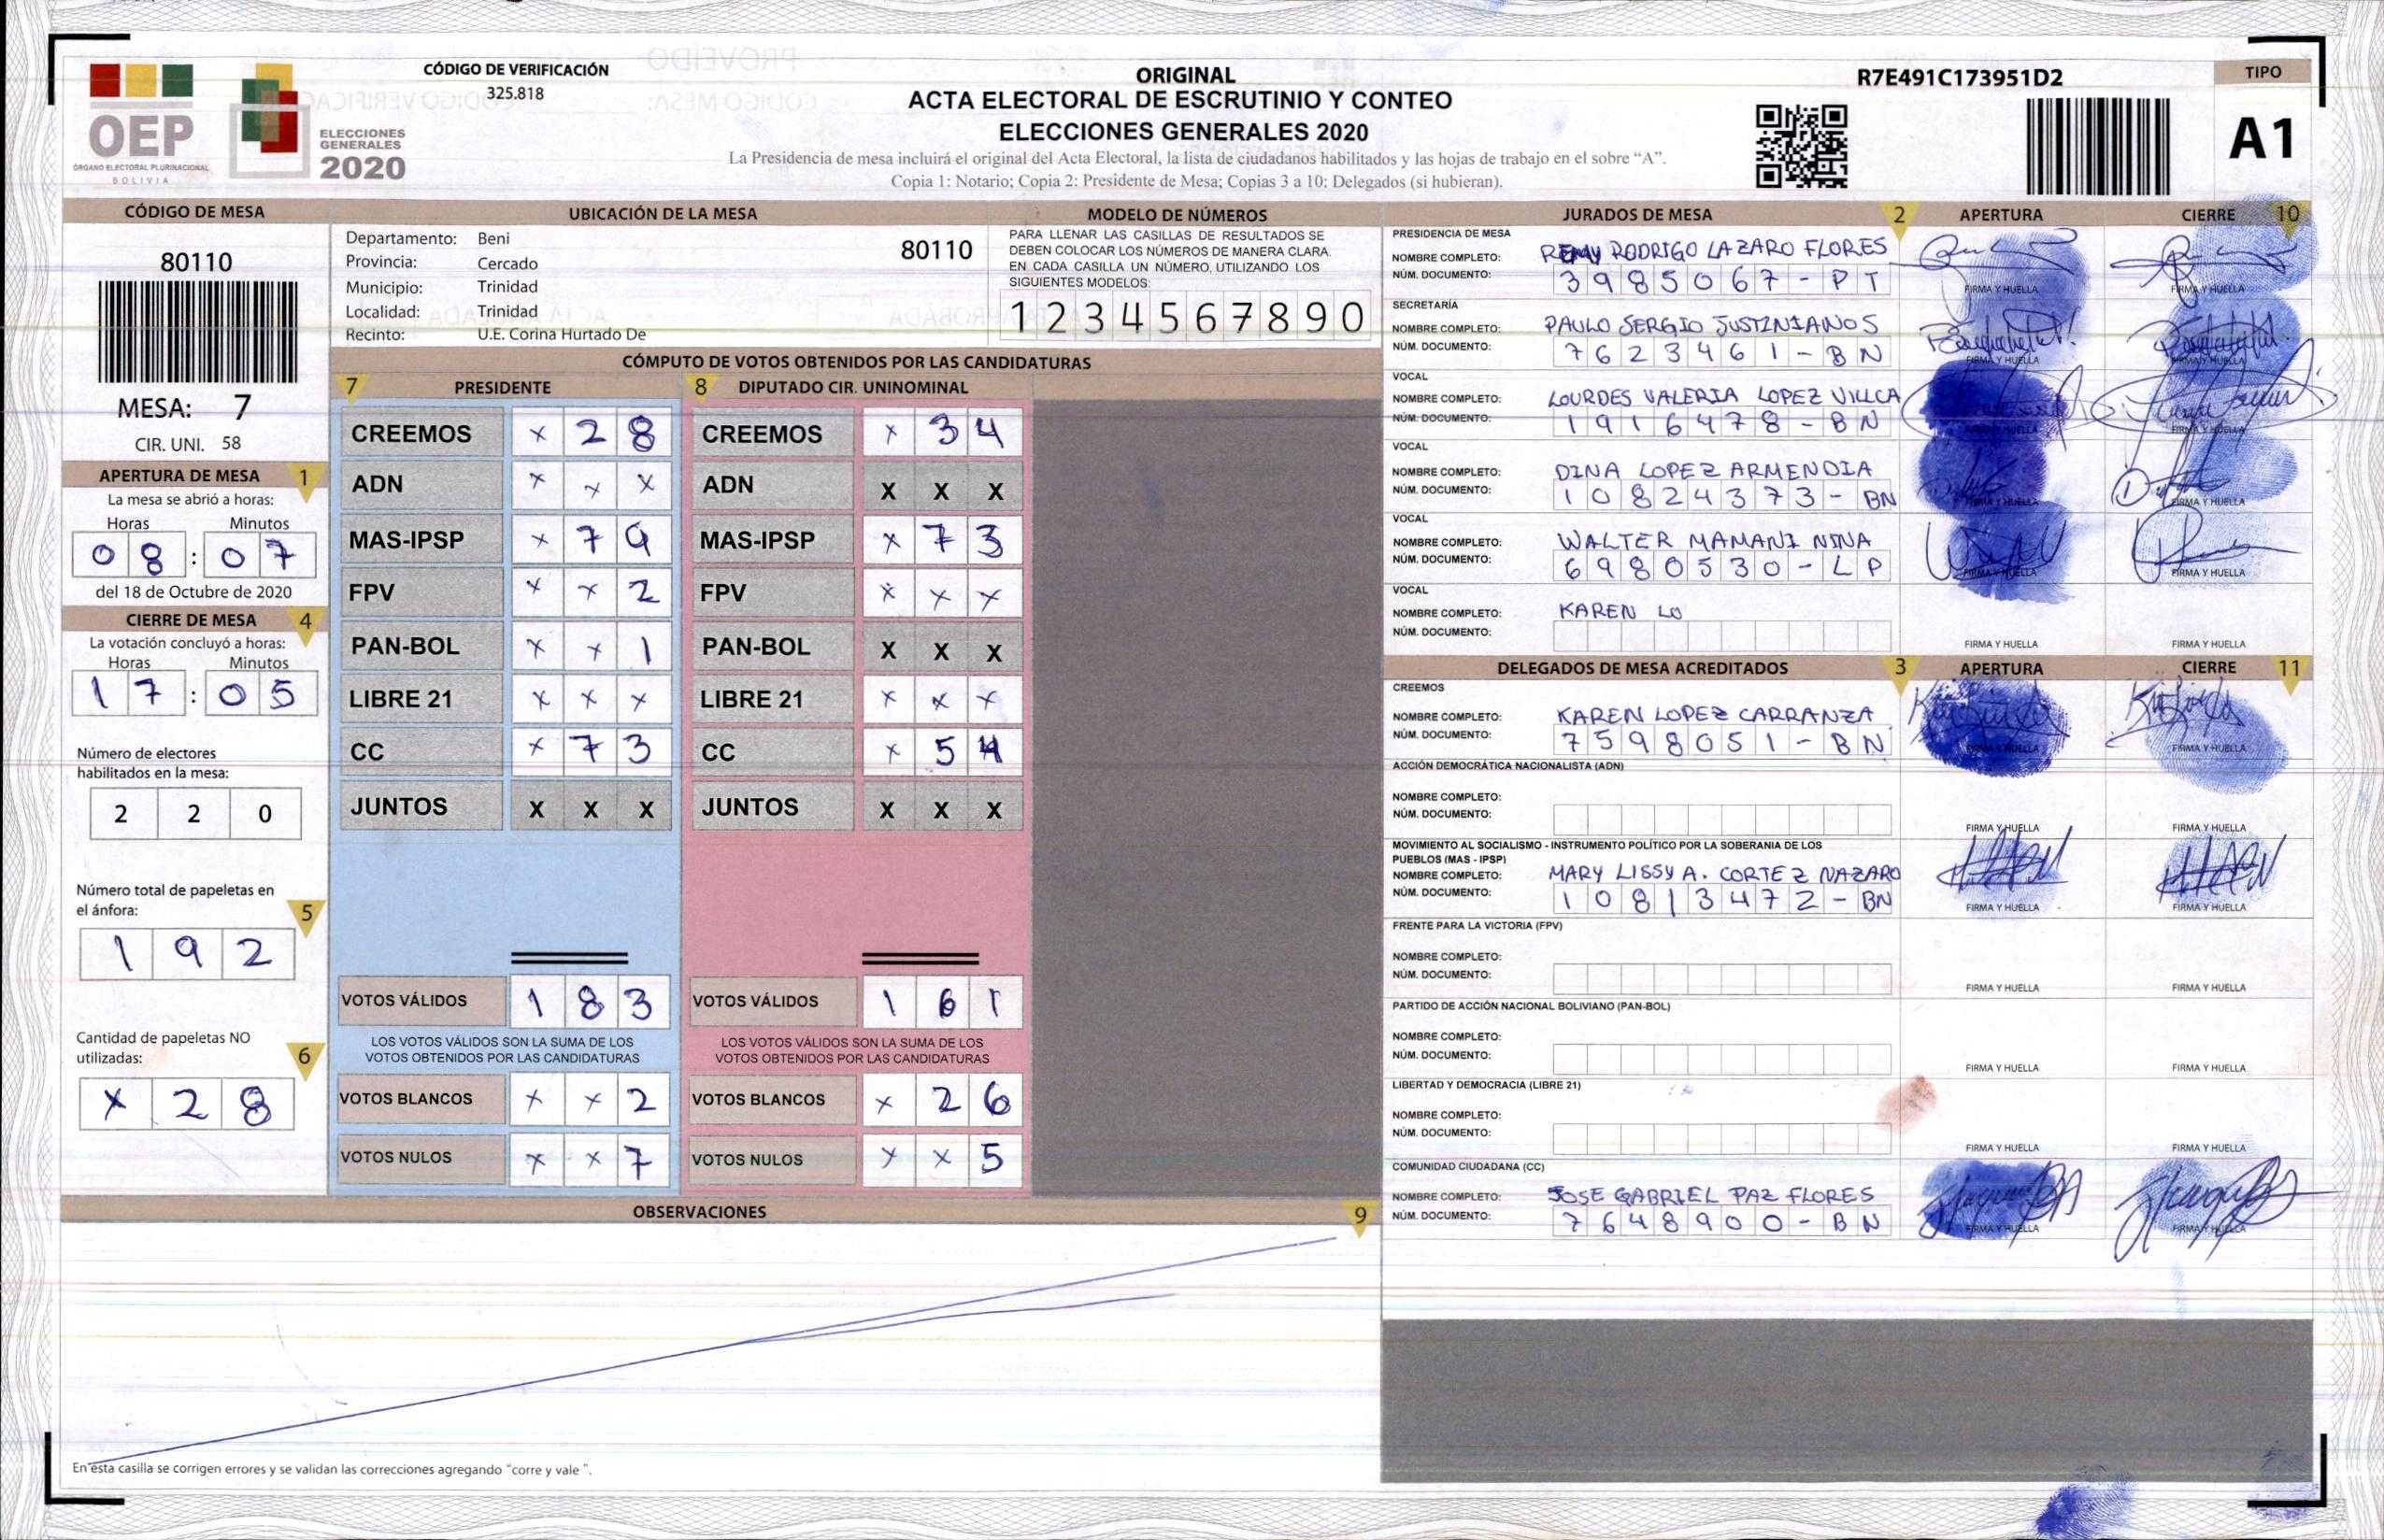 CÓDIGO DE VERIFICACIÓN
325.818
OEP
ÓRGANO ELECTORAL PLURINACIONAL
BOLIVIA
ELECCIONES
GENERALES
2020
ORIGINAL
ACTA ELECTORAL DE ESCRUTINIO Y CONTEO
ELECCIONES GENERALES 2020
La Presidencia de mesa incluirá el original del Acta Electoral, la lista de ciudadanos habilitados y las hojas de trabajo en el sobre “A”.
Copia 1: Notario; Copia 2: Presidente de Mesa; Copias 3 a 10: Delegados (si hubieran).
R7E491C173951D2
TIPO
A1
CÓDIGO DE MESA
80110
MESA: 7
CIR. UNI. 58
APERTURA DE MESA 1
La mesa se abrió a horas:
Horas Minutos
0 8 : 0 7
del 18 de Octubre de 2020
CIERRE DE MESA 4
La votación concluyó a horas:
Horas Minutos
1 7 : 0 5
Número de electores
habilitados en la mesa:
2 2 0
Número total de papeletas en
el ánfora: 5
1 9 2
Cantidad de papeletas NO
utilizadas: 6
x 2 8
UBICACIÓN DE LA MESA
Departamento: Beni
Provincia: Cercado
Municipio: Trinidad
Localidad: Trinidad
Recinto: U.E. Corina Hurtado De
80110
MODELO DE NÚMEROS
PARA LLENAR LAS CASILLAS DE RESULTADOS SE
DEBEN COLOCAR LOS NÚMEROS DE MANERA CLARA.
EN CADA CASILLA UN NÚMERO, UTILIZANDO LOS
SIGUIENTES MODELOS:
1 2 3 4 5 6 7 8 9 0
CÓMPUTO DE VOTOS OBTENIDOS POR LAS CANDIDATURAS
7 PRESIDENTE 8 DIPUTADO CIR. UNINOMINAL
CREEMOS x 2 8 CREEMOS x 3 4
ADN x x x ADN X X X
MAS-IPSP x 7 9 MAS-IPSP x 7 3
FPV x x 2 FPV x x x
PAN-BOL x x 1 PAN-BOL X X X
LIBRE 21 x x x LIBRE 21 x x x
CC x 7 3 CC x 5 4
JUNTOS X X X JUNTOS X X X
VOTOS VÁLIDOS 1 8 3 VOTOS VÁLIDOS 1 6 1
LOS VOTOS VÁLIDOS SON LA SUMA DE LOS LOS VOTOS VÁLIDOS SON LA SUMA DE LOS
VOTOS OBTENIDOS POR LAS CANDIDATURAS VOTOS OBTENIDOS POR LAS CANDIDATURAS
VOTOS BLANCOS x x 2 VOTOS BLANCOS x 2 6
VOTOS NULOS x x 7 VOTOS NULOS x x 5
OBSERVACIONES 9
En esta casilla se corrigen errores y se validan las correcciones agregando “corre y vale ”.
JURADOS DE MESA 2 APERTURA CIERRE 10
PRESIDENCIA DE MESA
NOMBRE COMPLETO: REMY RODRIGO LAZARO FLORES
NÚM. DOCUMENTO: 3985067-PT FIRMA Y HUELLA FIRMA Y HUELLA
SECRETARÍA
NOMBRE COMPLETO: PAULO SERGIO JUSTINIANOS
NÚM. DOCUMENTO: 7623461-BN FIRMA Y HUELLA FIRMA Y HUELLA
VOCAL
NOMBRE COMPLETO: LOURDES VALERIA LOPEZ VILLCA
NÚM. DOCUMENTO: 1916478-BN FIRMA Y HUELLA FIRMA Y HUELLA
VOCAL
NOMBRE COMPLETO: DINA LOPEZ ARMENDIA
NÚM. DOCUMENTO: 10824373-BN FIRMA Y HUELLA FIRMA Y HUELLA
VOCAL
NOMBRE COMPLETO: WALTER MAMANI NINA
NÚM. DOCUMENTO: 6980530-LP FIRMA Y HUELLA FIRMA Y HUELLA
VOCAL
NOMBRE COMPLETO: KAREN LO
NÚM. DOCUMENTO: FIRMA Y HUELLA FIRMA Y HUELLA
DELEGADOS DE MESA ACREDITADOS 3 APERTURA CIERRE 11
CREEMOS
NOMBRE COMPLETO: KAREN LOPEZ CARRANZA
NÚM. DOCUMENTO: 7598051-BN FIRMA Y HUELLA FIRMA Y HUELLA
ACCIÓN DEMOCRÁTICA NACIONALISTA (ADN)
NOMBRE COMPLETO:
NÚM. DOCUMENTO: FIRMA Y HUELLA FIRMA Y HUELLA
MOVIMIENTO AL SOCIALISMO - INSTRUMENTO POLÍTICO POR LA SOBERANIA DE LOS
PUEBLOS (MAS - IPSP)
NOMBRE COMPLETO: MARY LISSY A. CORTEZ NAZARO
NÚM. DOCUMENTO: 10813472-BN FIRMA Y HUELLA FIRMA Y HUELLA
FRENTE PARA LA VICTORIA (FPV)
NOMBRE COMPLETO:
NÚM. DOCUMENTO: FIRMA Y HUELLA FIRMA Y HUELLA
PARTIDO DE ACCIÓN NACIONAL BOLIVIANO (PAN-BOL)
NOMBRE COMPLETO:
NÚM. DOCUMENTO: FIRMA Y HUELLA FIRMA Y HUELLA
LIBERTAD Y DEMOCRACIA (LIBRE 21)
NOMBRE COMPLETO:
NÚM. DOCUMENTO: FIRMA Y HUELLA FIRMA Y HUELLA
COMUNIDAD CIUDADANA (CC)
NOMBRE COMPLETO: JOSE GABRIEL PAZ FLORES
NÚM. DOCUMENTO: 7648900-BN FIRMA Y HUELLA FIRMA Y HUELLA